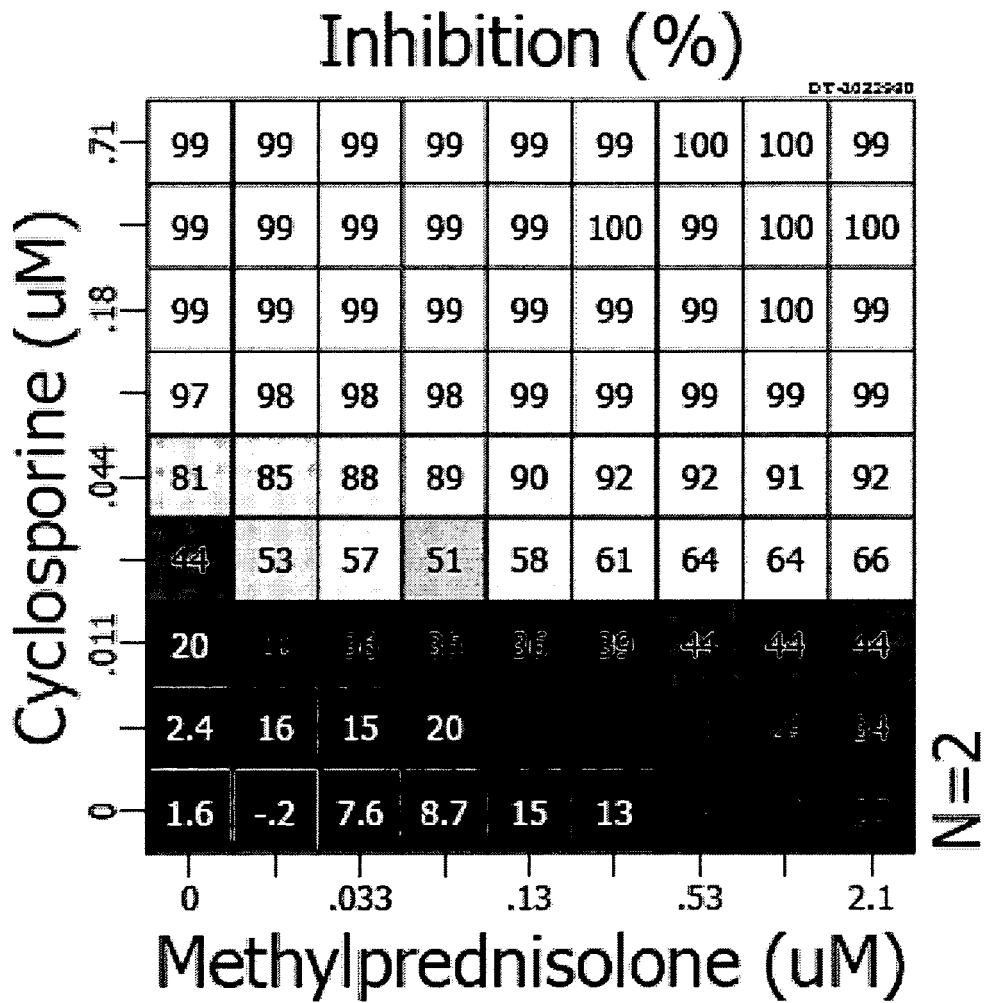 Inhibition (%)
DT-1023990
.71 99 99 99 99 99 99 100 100 99
99 99 99 99 99 100 99 100 100
.18 99 99 99 99 99 99 99 100 99
97 98 98 98 99 99 99 99 99
.044 81 85 88 89 90 92 92 91 92
44 53 57 51 58 61 64 64 66
.011 20 36 39 44 44 44
2.4 16 15 20 34
0 1.6 -.2 7.6 8.7 15 13
0 .033 .13 .53 2.1
Methylprednisolone (uM)
Cyclosporine (uM)
N=2